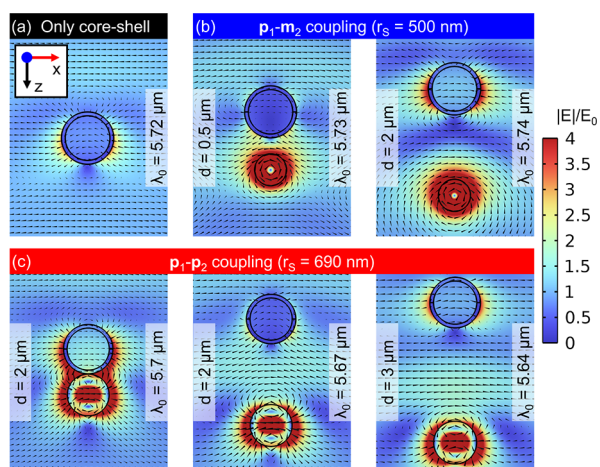 (a) Only core-shell
(b) p₁-m₂ coupling (rₛ = 500 nm)
x
z
λ₀ = 5.72 µm
d = 0.5 µm
λ₀ = 5.73 µm
d = 2 µm
λ₀ = 5.74 µm
|E|/E₀
4
3.5
3
2.5
2
1.5
1
0.5
0
(c) p₁-p₂ coupling (rₛ = 690 nm)
d = 2 µm
λ₀ = 5.7 µm
d = 2 µm
λ₀ = 5.67 µm
d = 3 µm
λ₀ = 5.64 µm